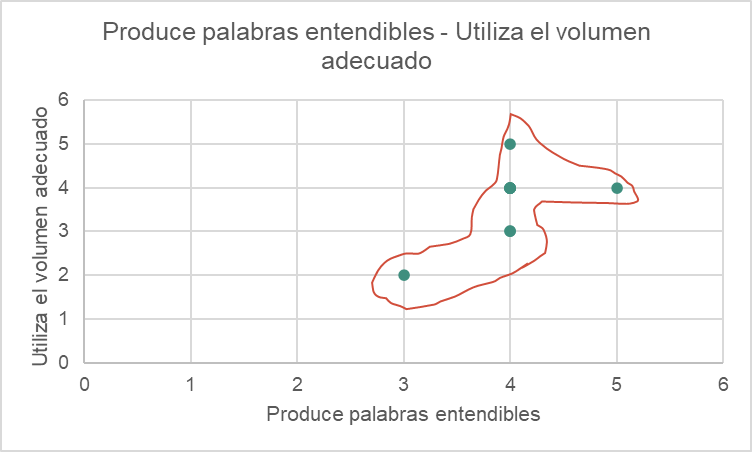 Produce palabras entendibles - Utiliza el volumen
adecuado
Utiliza el volumen adecuado
6
5
4
3
2
1
0
0 1 2 3 4 5 6
Produce palabras entendibles